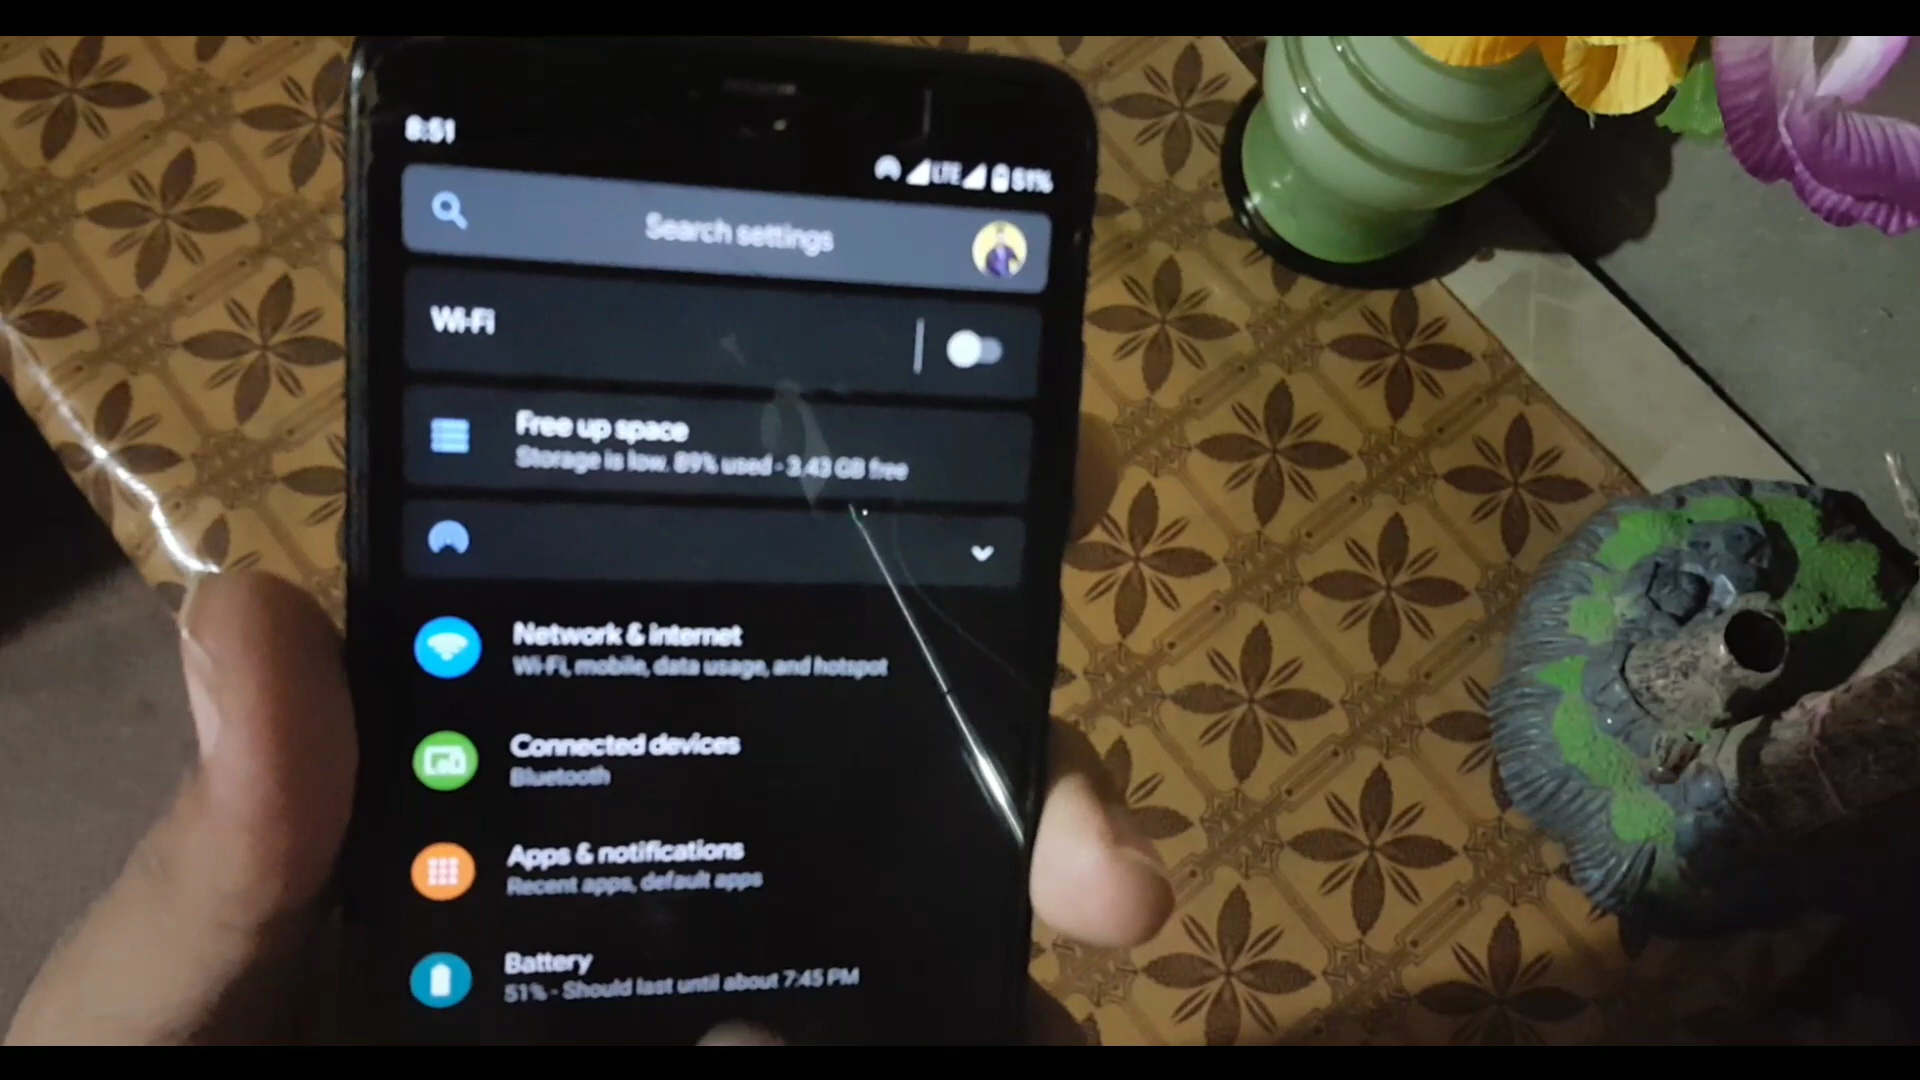 8:51
LTE 51%
Search settings
Wi-Fi
Free up space
Storage is low. 89% used - 3.43 GB free
Network & internet
Wi-Fi, mobile, data usage, and hotspot
Connected devices
Bluetooth
Apps & notifications
Recent apps, default apps
Battery
51% - Should last until about 7:45 PM